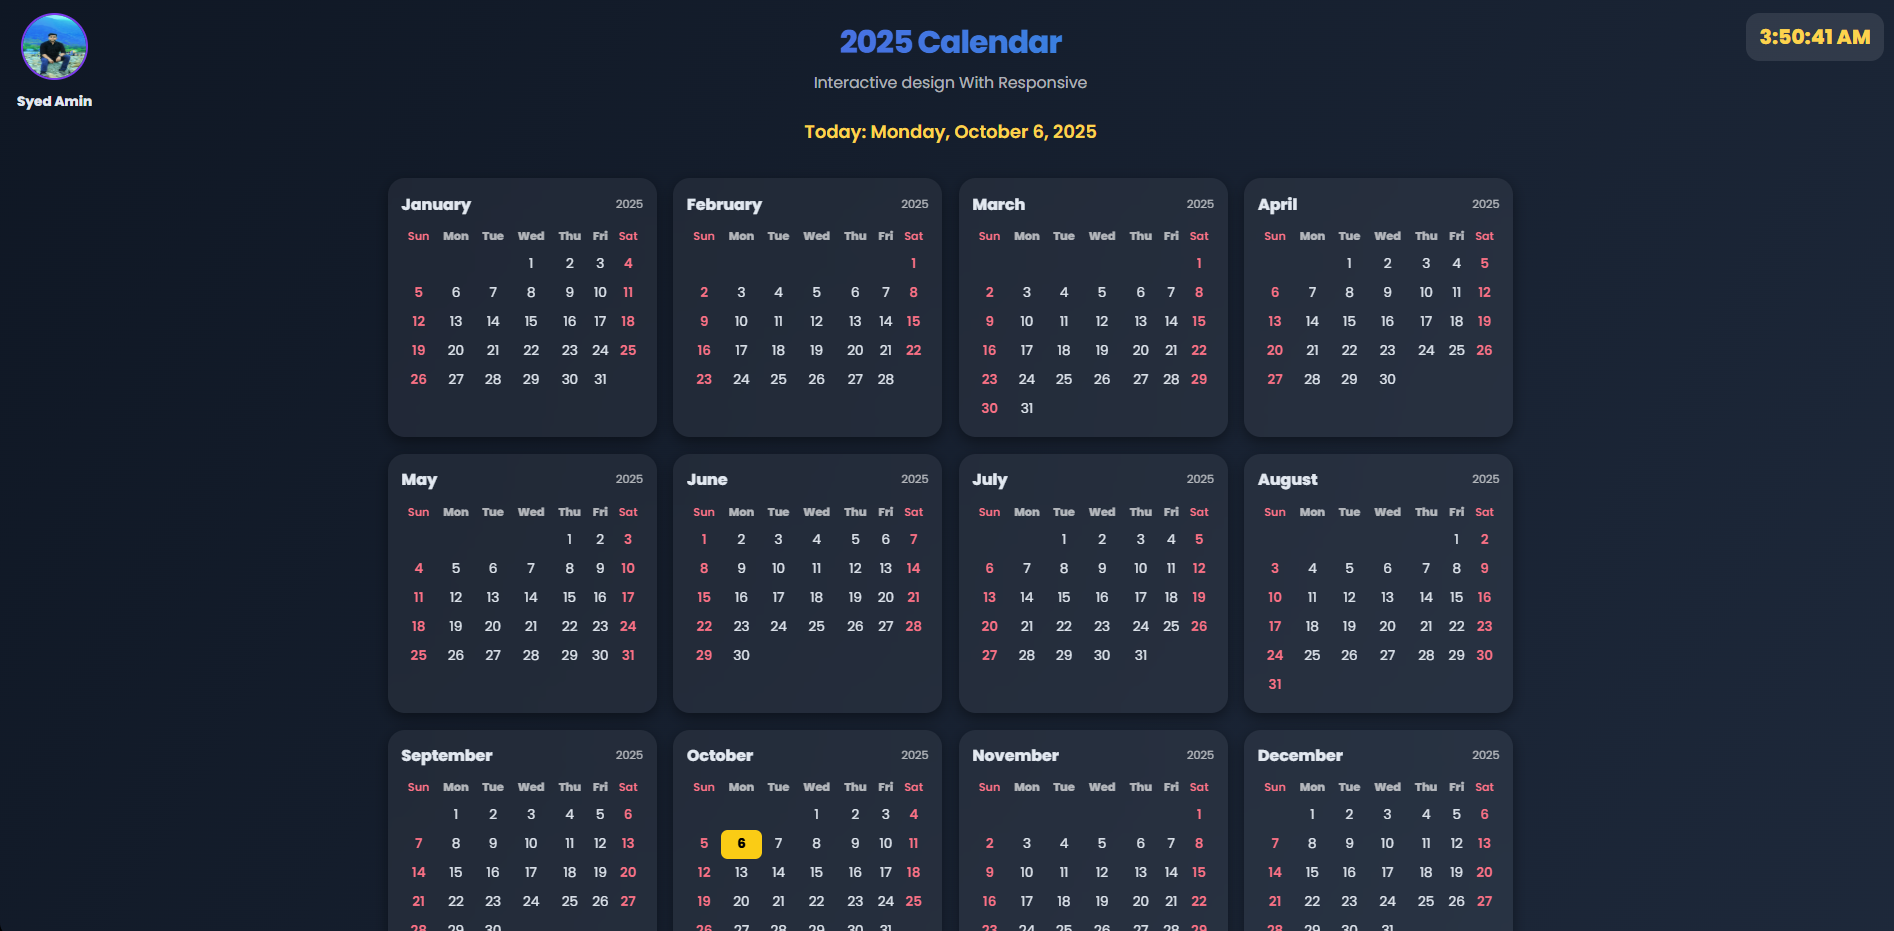 2025 Calendar
3:50:41 AM
Interactive design With Responsive
Syed Amin
Today: Monday, October 6, 2025
January 2025
Sun Mon Tue Wed Thu Fri Sat
1 2 3 4
5 6 7 8 9 10 11
12 13 14 15 16 17 18
19 20 21 22 23 24 25
26 27 28 29 30 31
February 2025
Sun Mon Tue Wed Thu Fri Sat
1
2 3 4 5 6 7 8
9 10 11 12 13 14 15
16 17 18 19 20 21 22
23 24 25 26 27 28
March 2025
Sun Mon Tue Wed Thu Fri Sat
1
2 3 4 5 6 7 8
9 10 11 12 13 14 15
16 17 18 19 20 21 22
23 24 25 26 27 28 29
30 31
April 2025
Sun Mon Tue Wed Thu Fri Sat
1 2 3 4 5
6 7 8 9 10 11 12
13 14 15 16 17 18 19
20 21 22 23 24 25 26
27 28 29 30
May 2025
Sun Mon Tue Wed Thu Fri Sat
1 2 3
4 5 6 7 8 9 10
11 12 13 14 15 16 17
18 19 20 21 22 23 24
25 26 27 28 29 30 31
June 2025
Sun Mon Tue Wed Thu Fri Sat
1 2 3 4 5 6 7
8 9 10 11 12 13 14
15 16 17 18 19 20 21
22 23 24 25 26 27 28
29 30
July 2025
Sun Mon Tue Wed Thu Fri Sat
1 2 3 4 5
6 7 8 9 10 11 12
13 14 15 16 17 18 19
20 21 22 23 24 25 26
27 28 29 30 31
August 2025
Sun Mon Tue Wed Thu Fri Sat
1 2
3 4 5 6 7 8 9
10 11 12 13 14 15 16
17 18 19 20 21 22 23
24 25 26 27 28 29 30
31
September 2025
Sun Mon Tue Wed Thu Fri Sat
1 2 3 4 5 6
7 8 9 10 11 12 13
14 15 16 17 18 19 20
21 22 23 24 25 26 27
28 29 30
October 2025
Sun Mon Tue Wed Thu Fri Sat
1 2 3 4
5 6 7 8 9 10 11
12 13 14 15 16 17 18
19 20 21 22 23 24 25
26 27 28 29 30 31
November 2025
Sun Mon Tue Wed Thu Fri Sat
1
2 3 4 5 6 7 8
9 10 11 12 13 14 15
16 17 18 19 20 21 22
23 24 25 26 27 28 29
December 2025
Sun Mon Tue Wed Thu Fri Sat
1 2 3 4 5 6
7 8 9 10 11 12 13
14 15 16 17 18 19 20
21 22 23 24 25 26 27
28 29 30 31